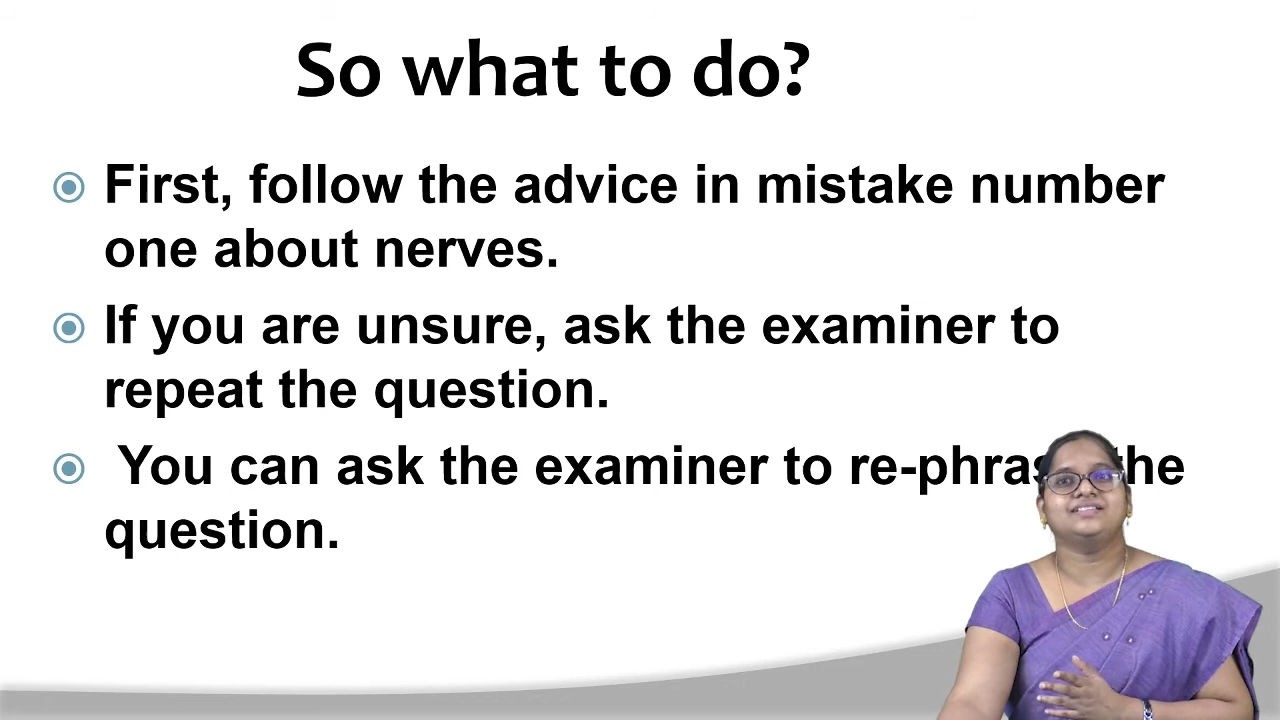 So what to do?
First, follow the advice in mistake number
one about nerves.
If you are unsure, ask the examiner to
repeat the question.
You can ask the examiner to re-phrase the
question.